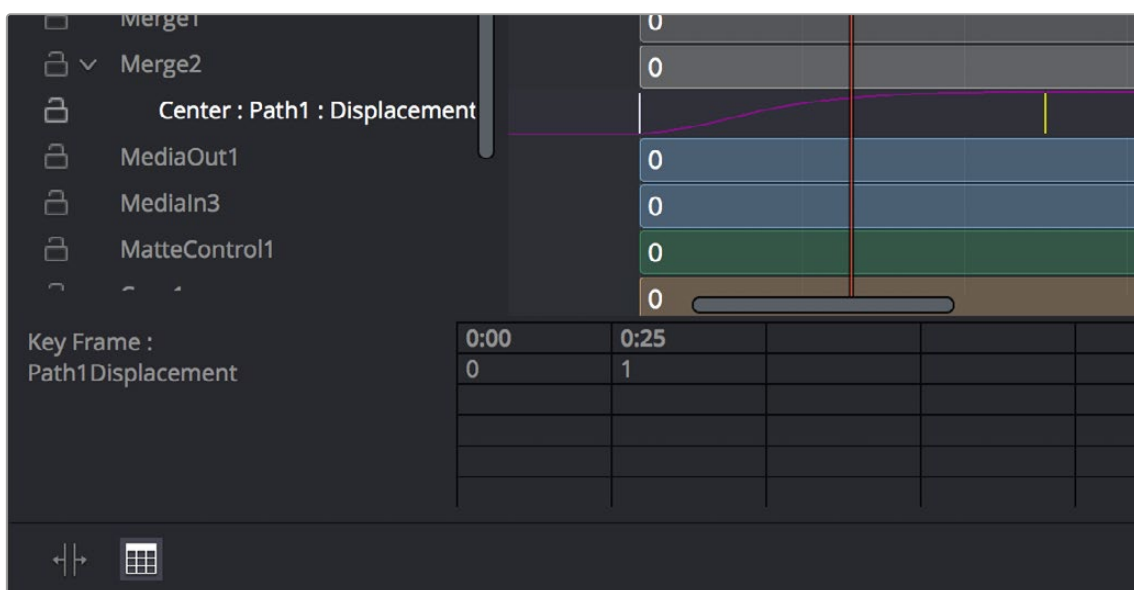 Merge1
0
Merge2
0
Center : Path1 : Displacement
MediaOut1
0
MediaIn3
0
MatteControl1
0
0
Key Frame :
0:00
0:25
Path1Displacement
0
1